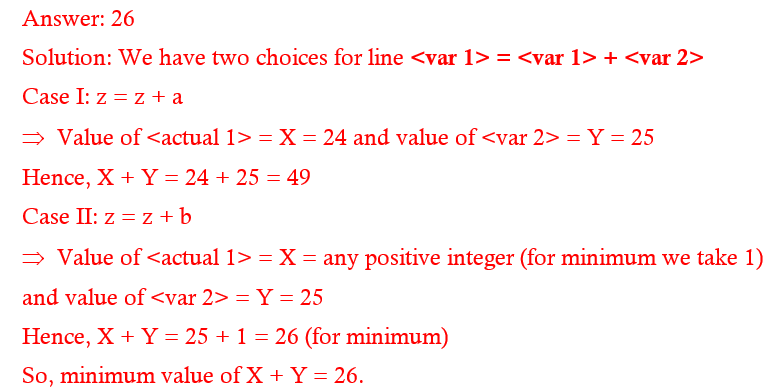 Answer: 26
Solution: We have two choices for line <var 1> = <var 1> + <var 2>
Case I: z = z + a
⇒ Value of <actual 1> = X = 24 and value of <var 2> = Y = 25
Hence, X + Y = 24 + 25 = 49
Case II: z = z + b
⇒ Value of <actual 1> = X = any positive integer (for minimum we take 1)
and value of <var 2> = Y = 25
Hence, X + Y = 25 + 1 = 26 (for minimum)
So, minimum value of X + Y = 26.